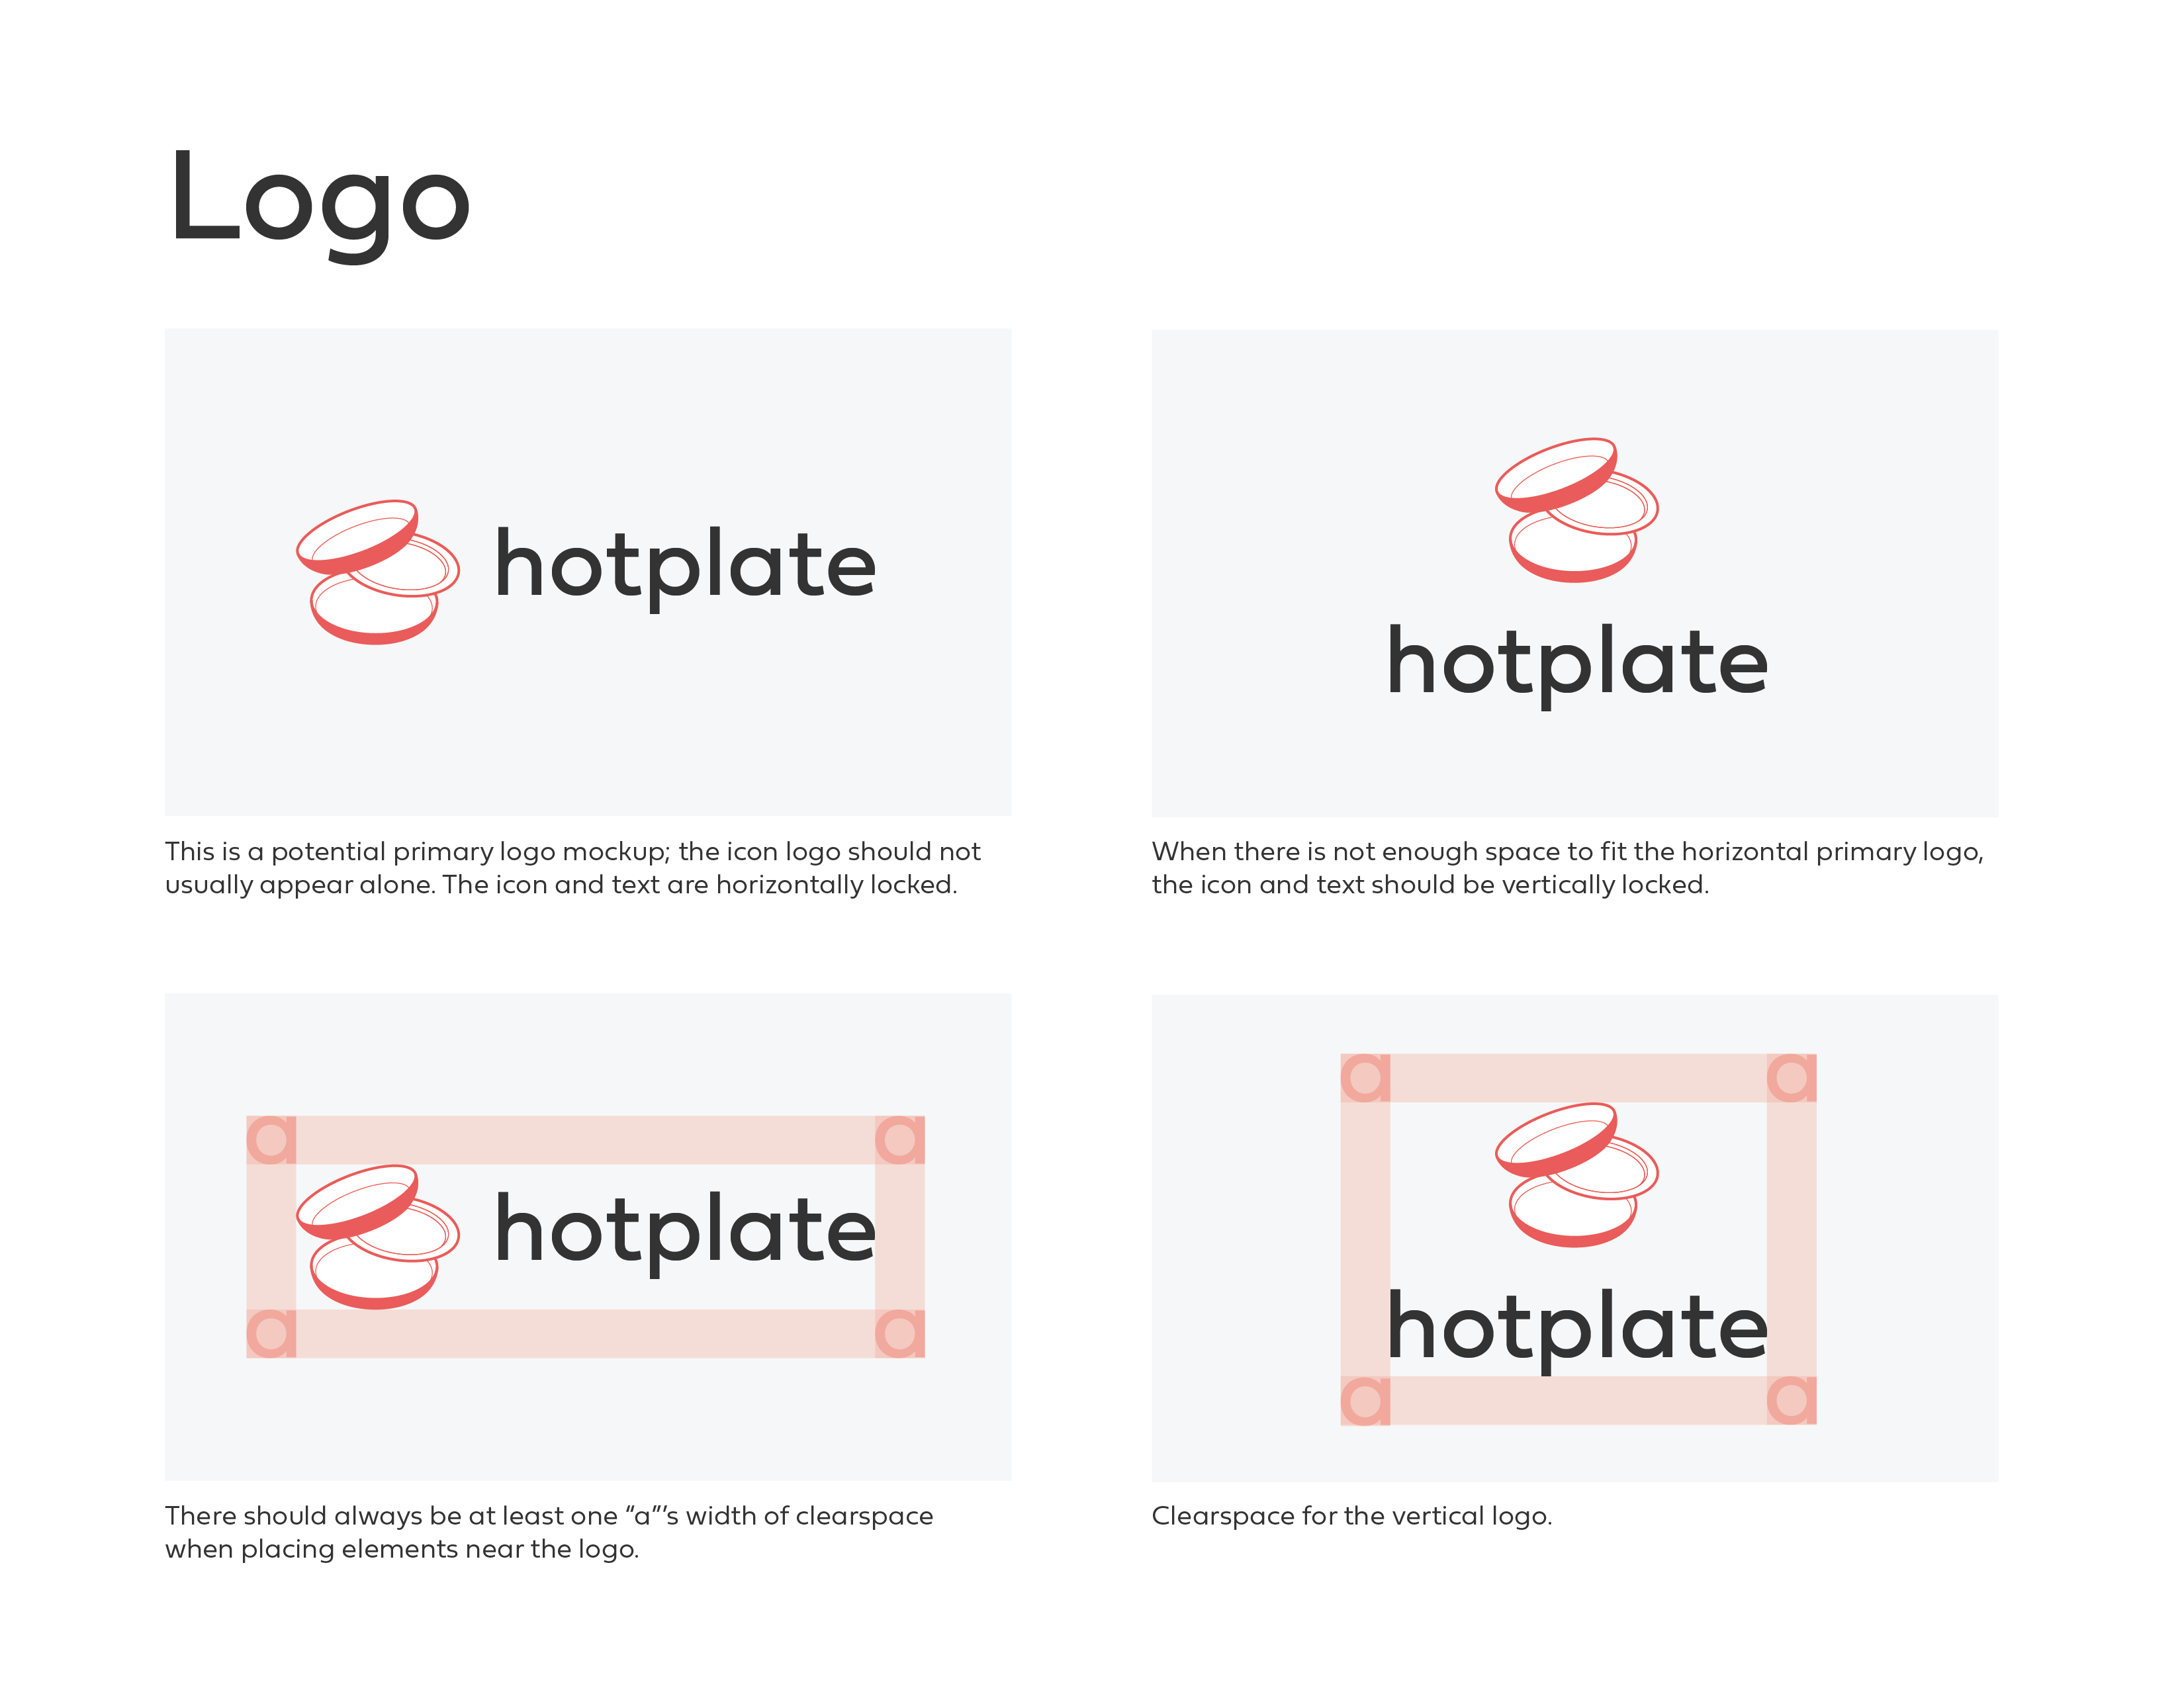 Logo
hotplate
hotplate
This is a potential primary logo mockup; the icon logo should not
usually appear alone. The icon and text are horizontally locked.
When there is not enough space to fit the horizontal primary logo,
the icon and text should be vertically locked.
a a
hotplate
a a
a a
hotplate
a a
There should always be at least one “a”’s width of clearspace
when placing elements near the logo.
Clearspace for the vertical logo.